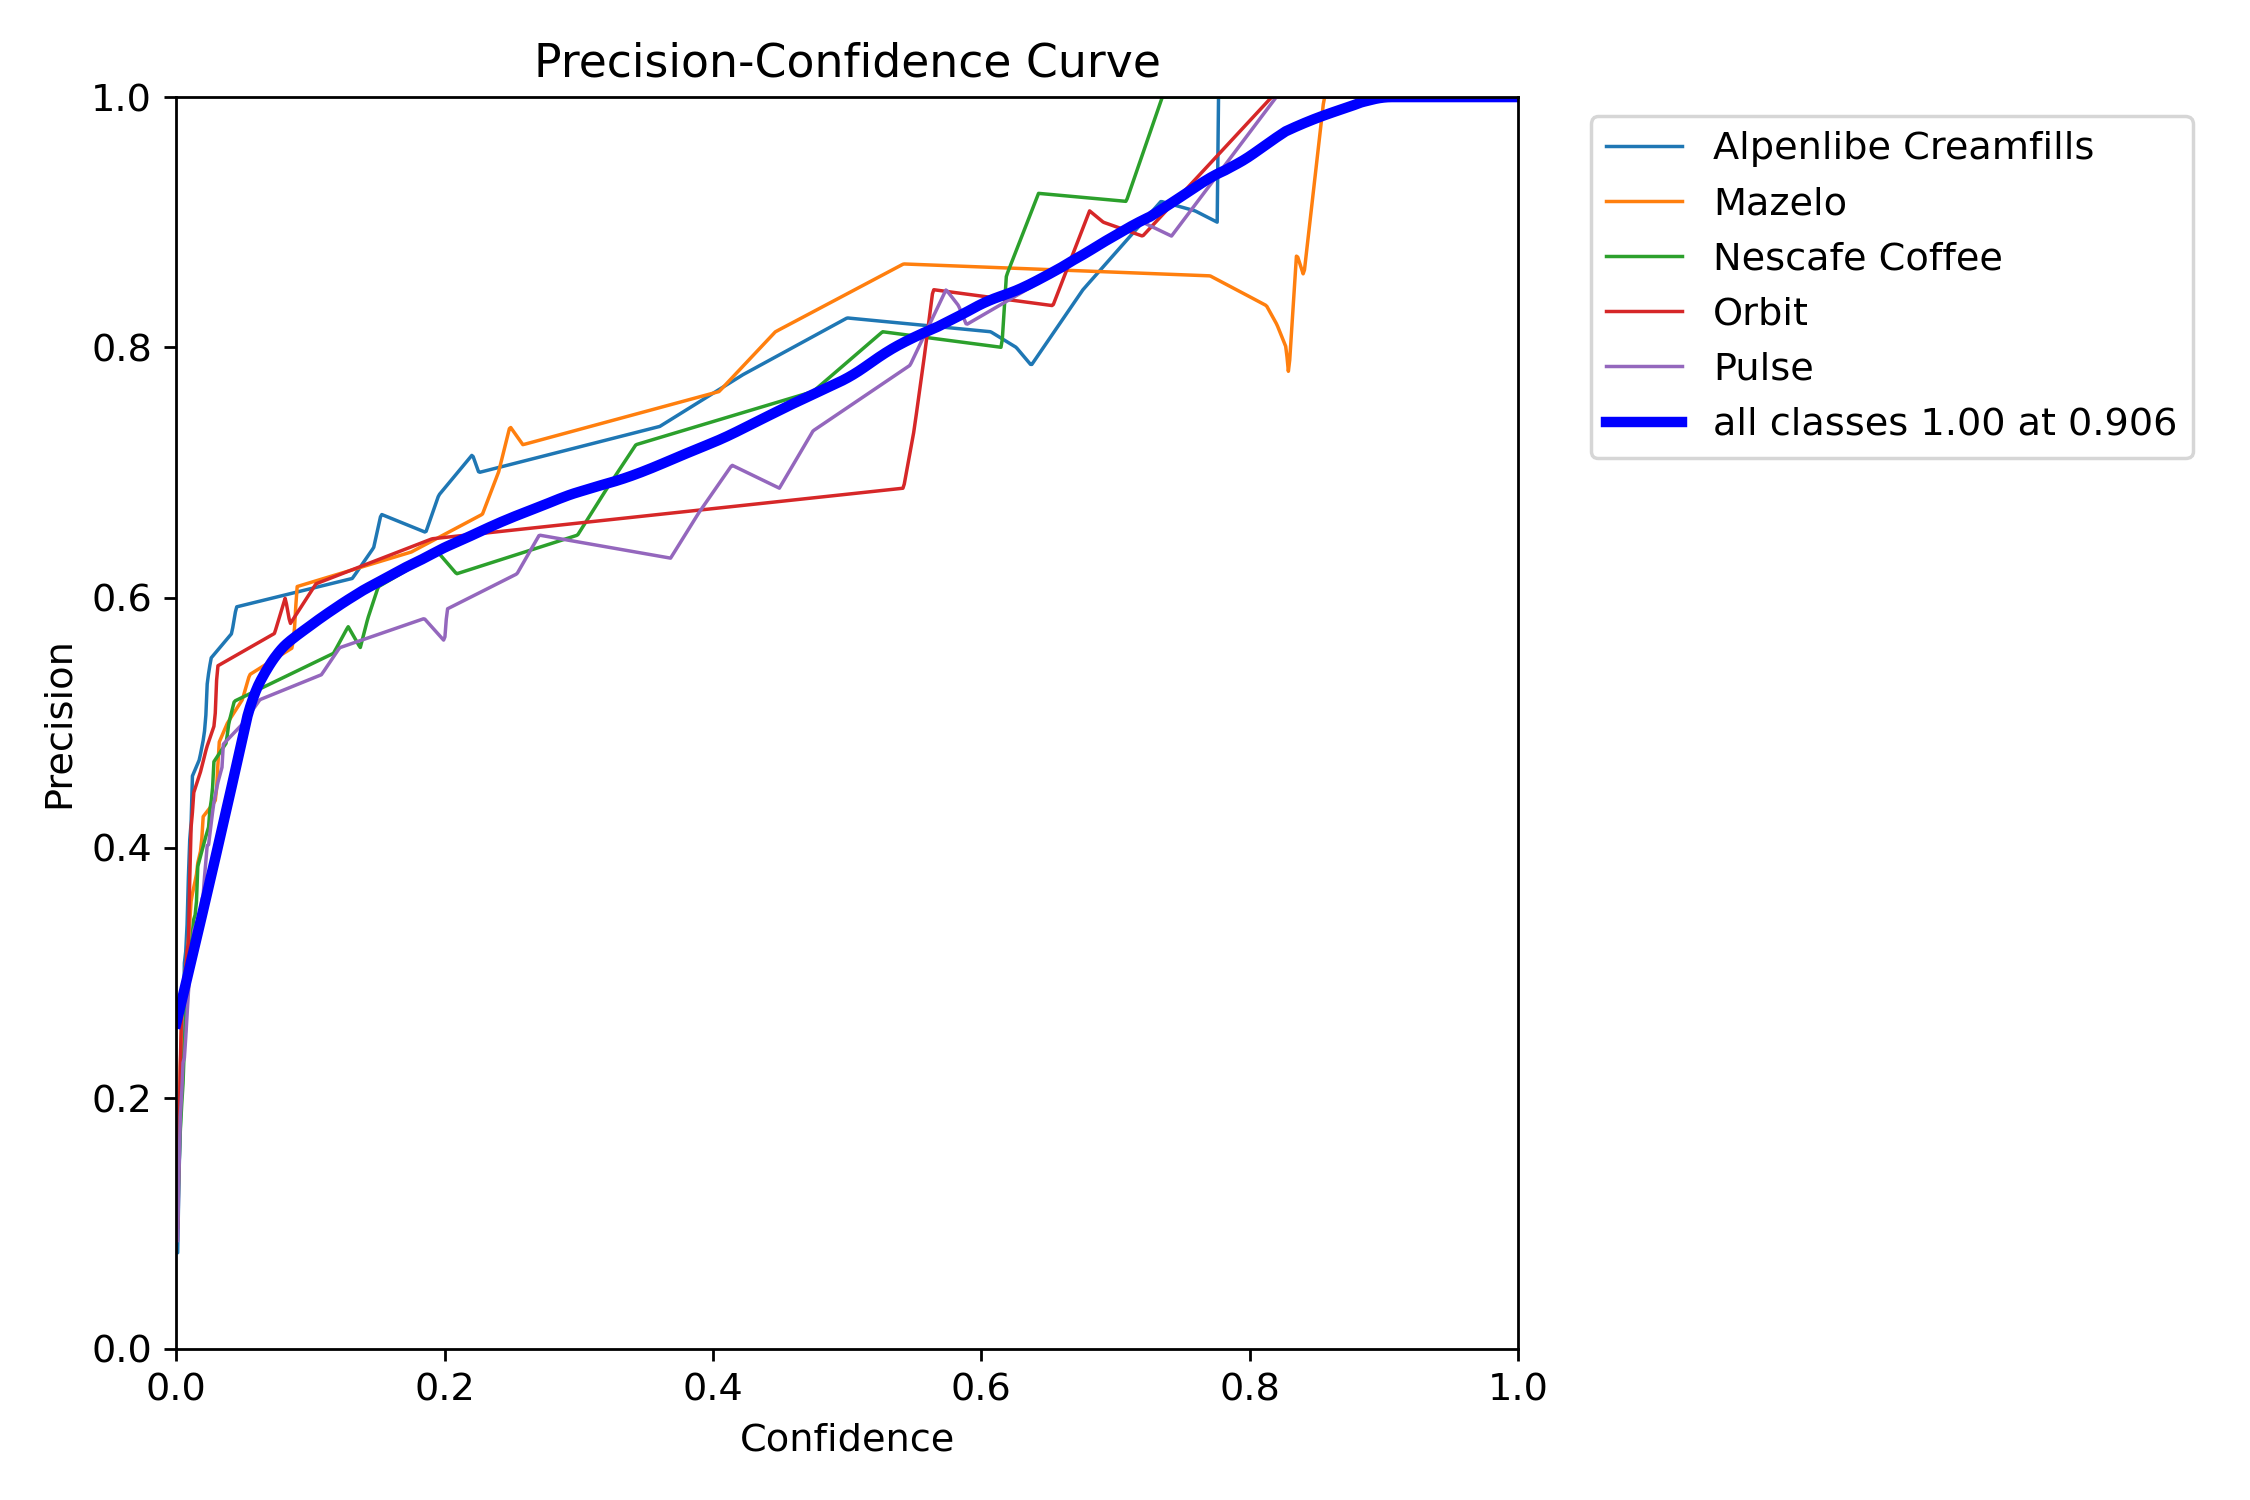 Precision-Confidence Curve
1.0
0.8
0.6
0.4
0.2
0.0
Precision
0.0 0.2 0.4 0.6 0.8 1.0
Confidence
Alpenlibe Creamfills
Mazelo
Nescafe Coffee
Orbit
Pulse
all classes 1.00 at 0.906